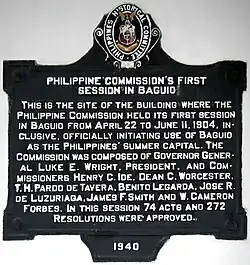 PHILIPPINES HISTORICAL COMMITTEE
PHILIPPINE COMMISSION'S FIRST
SESSION IN BAGUIO
THIS IS THE SITE OF THE BUILDING WHERE THE
PHILIPPINE COMMISSION HELD ITS FIRST SESSION
IN BAGUIO FROM APRIL 22 TO JUNE 11, 1904, IN-
CLUSIVE, OFFICIALLY INITIATING USE OF BAGUIO
AS THE PHILIPPINES' SUMMER CAPITAL. THE
COMMISSION WAS COMPOSED OF GOVERNOR GENER-
AL LUKE E. WRIGHT, PRESIDENT, AND COM-
MISSIONERS HENRY C. IDE, DEAN C. WORCESTER,
T. H. PARDO DE TAVERA, BENITO LEGARDA, JOSE R.
DE LUZURIAGA, JAMES F. SMITH AND W. CAMERON
FORBES. IN THIS SESSION 74 ACTS AND 272
RESOLUTIONS WERE APPROVED.
1940